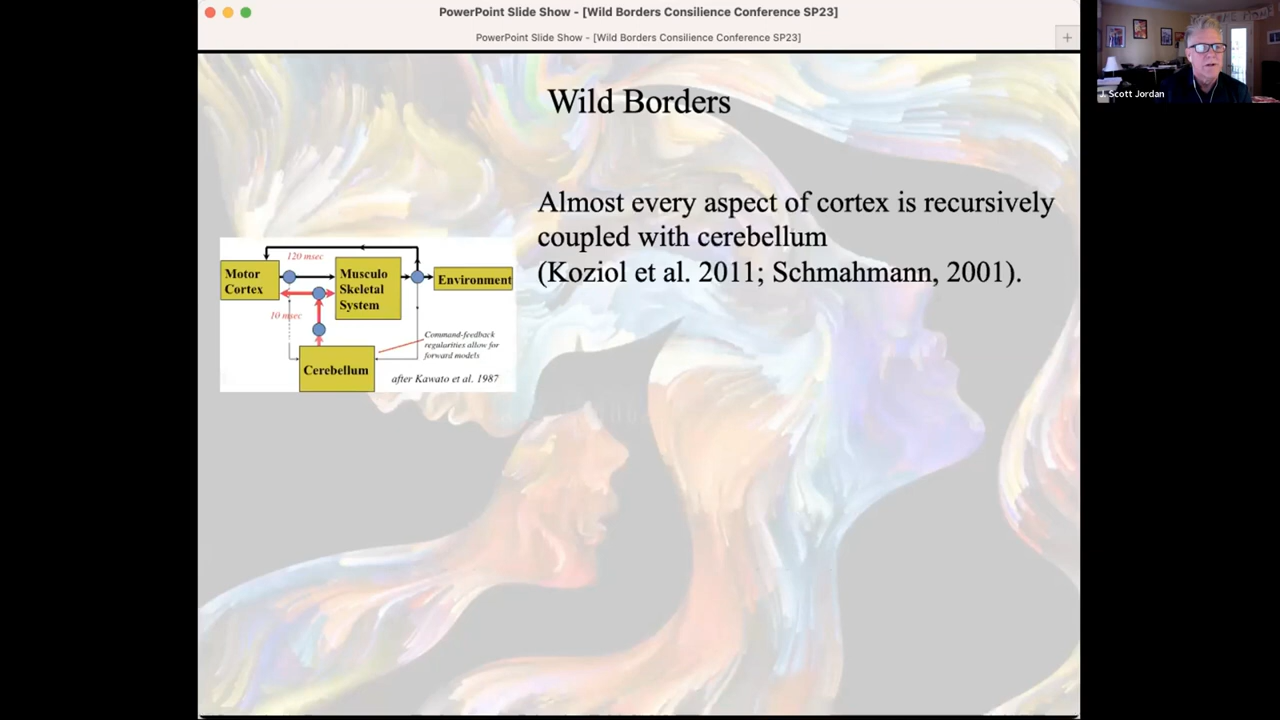 PowerPoint Slide Show - [Wild Borders Consilience Conference SP23]
PowerPoint Slide Show - [Wild Borders Consilience Conference SP23]
J. Scott Jordan
Wild Borders
Almost every aspect of cortex is recursively
coupled with cerebellum
(Koziol et al. 2011; Schmahmann, 2001).
120 msec
Motor
Cortex
Musculo
Skeletal
System
Environment
10 msec
Command-feedback
regularities allow for
forward models
Cerebellum
after Kawato et al. 1987